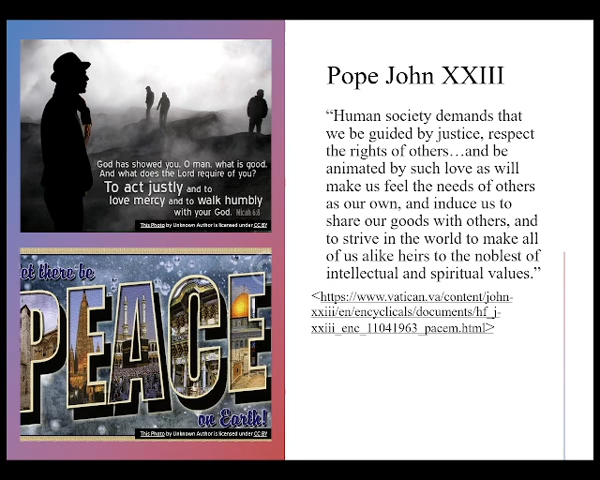 God has showed you, O man, what is good.
And what does the Lord require of you?
To act justly and to
love mercy and to walk humbly
with your God. Micah 6:8
This Photo by Unknown Author is licensed under CC BY
et there be
PEACE
on Earth!
This Photo by Unknown Author is licensed under CC BY
Pope John XXIII
“Human society demands that
we be guided by justice, respect
the rights of others…and be
animated by such love as will
make us feel the needs of others
as our own, and induce us to
share our goods with others, and
to strive in the world to make all
of us alike heirs to the noblest of
intellectual and spiritual values.”
<https://www.vatican.va/content/john-
xxiii/en/encyclicals/documents/hf_j-
xxiii_enc_11041963_pacem.html>